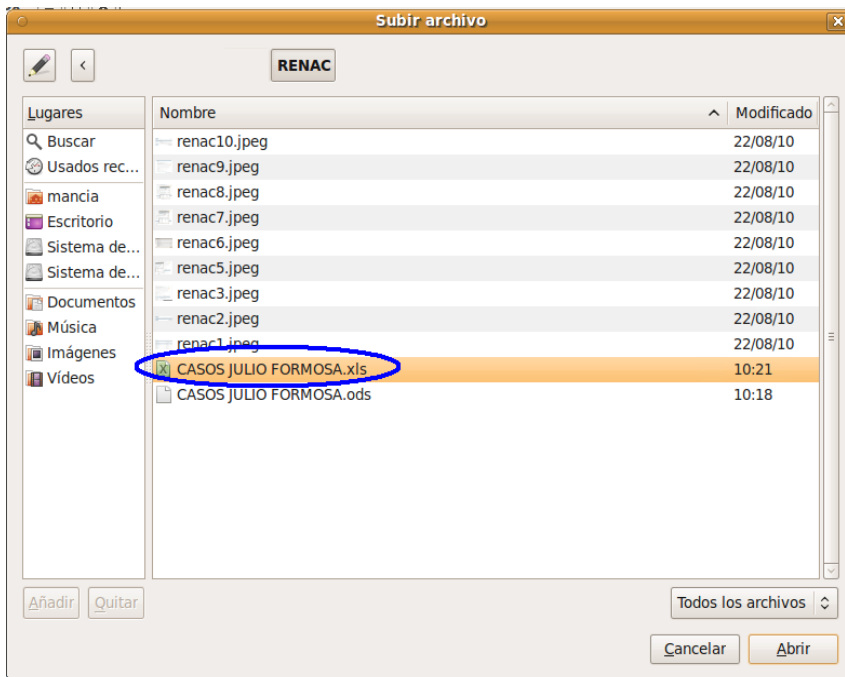 Subir archivo
<
RENAC
Lugares
Nombre
Modificado
Buscar
Usados rec...
mancia
Escritorio
Sistema de...
Sistema de...
Documentos
Música
Imágenes
Vídeos
renac10.jpeg 22/08/10
renac9.jpeg 22/08/10
renac8.jpeg 22/08/10
renac7.jpeg 22/08/10
renac6.jpeg 22/08/10
renac5.jpeg 22/08/10
renac3.jpeg 22/08/10
renac2.jpeg 22/08/10
renac1.jpeg 22/08/10
CASOS JULIO FORMOSA.xls 10:21
CASOS JULIO FORMOSA.ods 10:18
Añadir
Quitar
Todos los archivos
Cancelar
Abrir